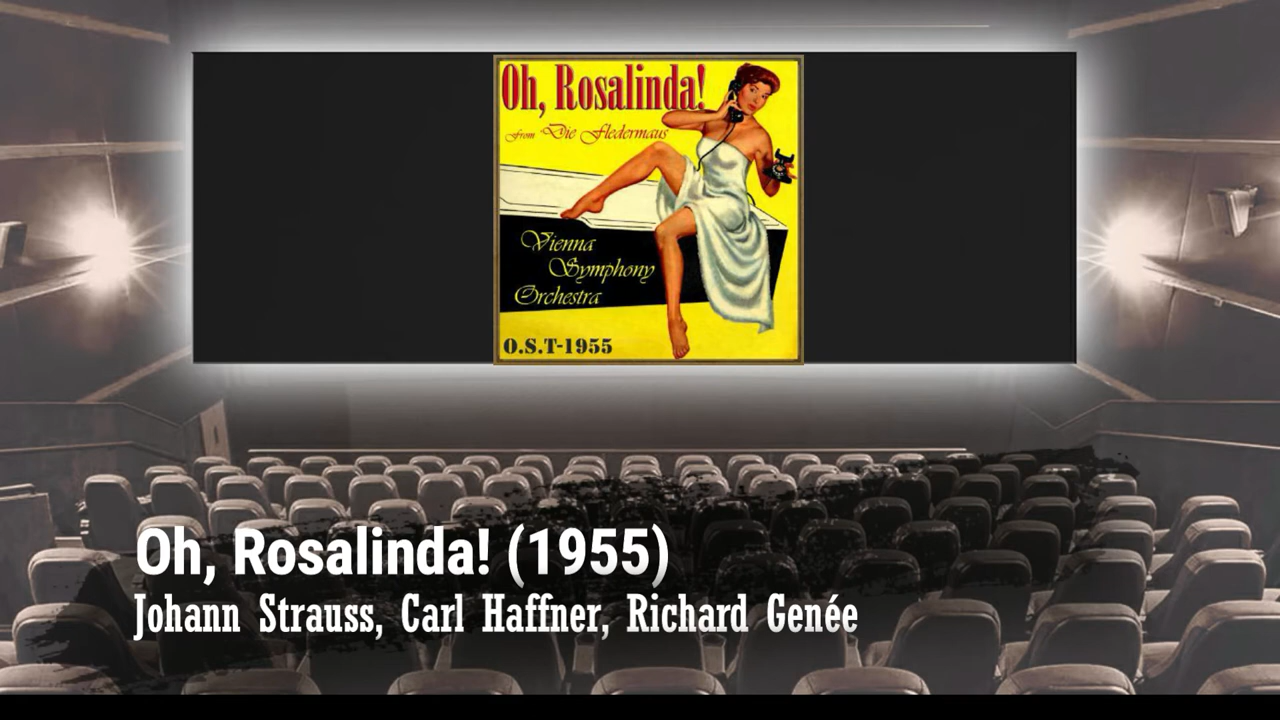 Oh, Rosalinda!
from Die Fledermaus
Vienna
Symphony
Orchestra
O.S.T-1955
Oh, Rosalinda! (1955)
Johann Strauss, Carl Haffner, Richard Genée